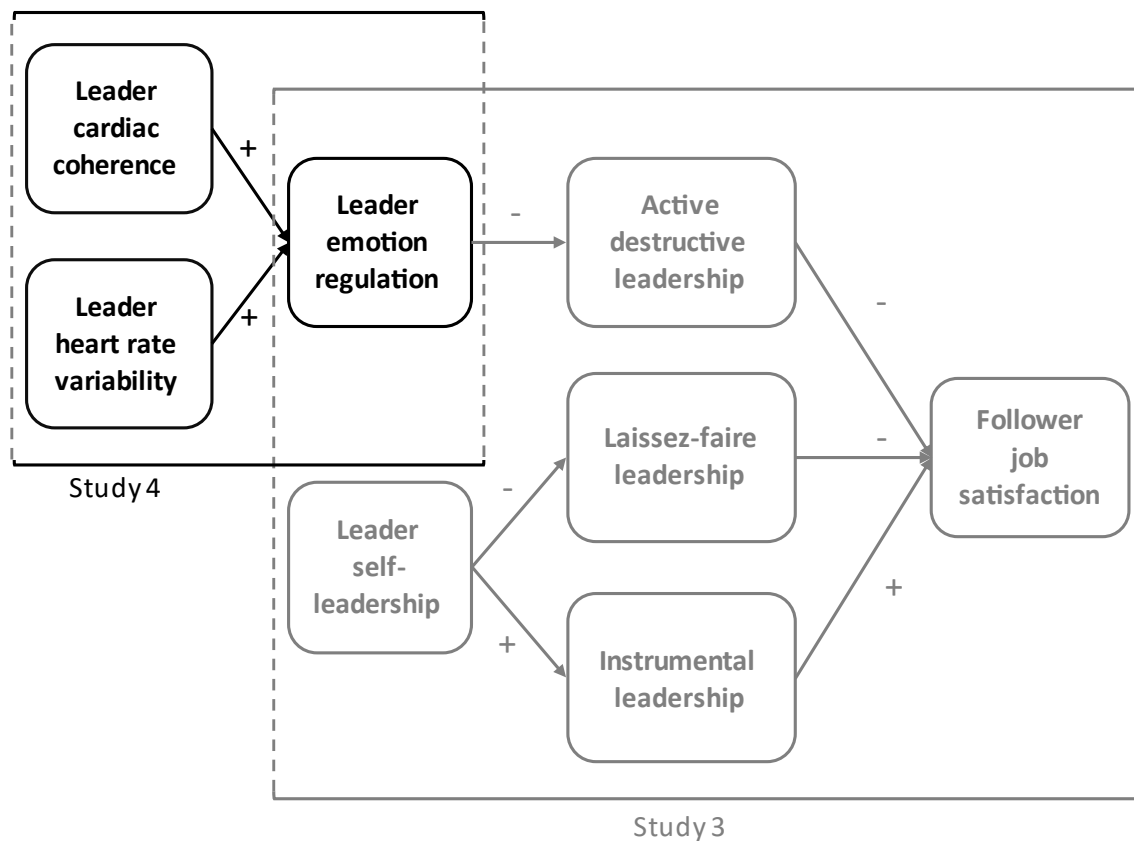 Leader
cardiac
coherence
+
Leader
heart rate
variability
+
Leader
emotion
regulation
-
Active
destructive
leadership
-
Study 4
Leader
self-
leadership
-
+
Laissez-faire
leadership
-
Instrumental
leadership
+
Follower
job
satisfaction
Study 3